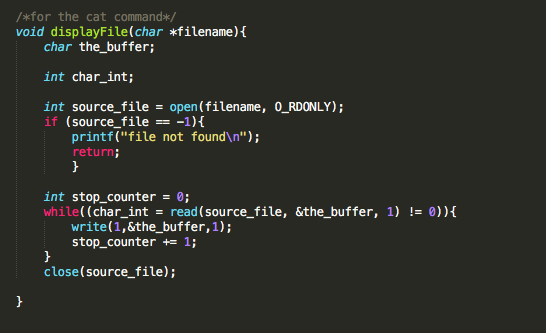 /*for the cat command*/
void displayFile(char *filename){
char the_buffer;
int char_int;
int source_file = open(filename, O_RDONLY);
if (source_file == -1){
printf("file not found\n");
return;
}
int stop_counter = 0;
while((char_int = read(source_file, &the_buffer, 1) != 0)){
write(1,&the_buffer,1);
stop_counter += 1;
}
close(source_file);
}